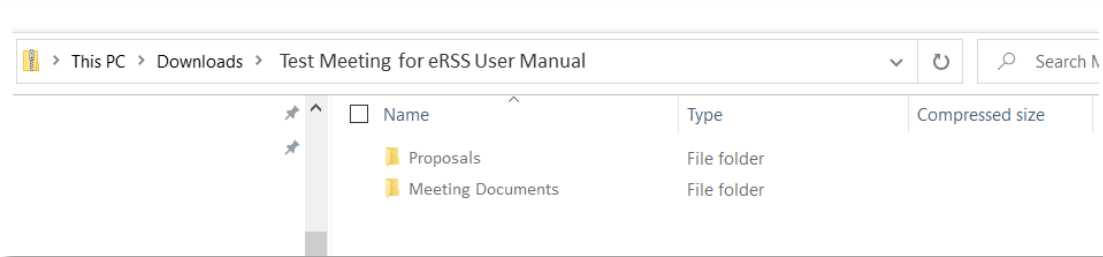 This PC > Downloads > Test Meeting for eRSS User Manual Search
Name Type Compressed size
Proposals File folder
Meeting Documents File folder